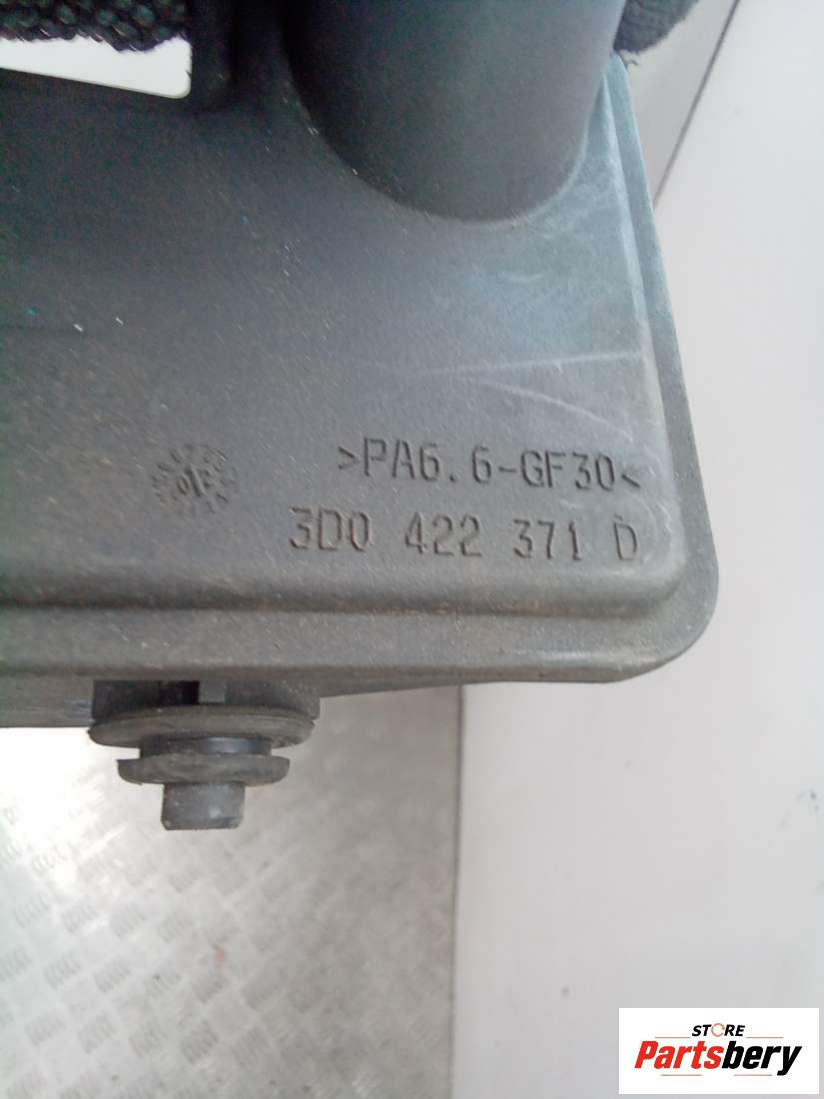 >PA6.6-GF30<
3D0 422 371 D
STORE
Partsbery